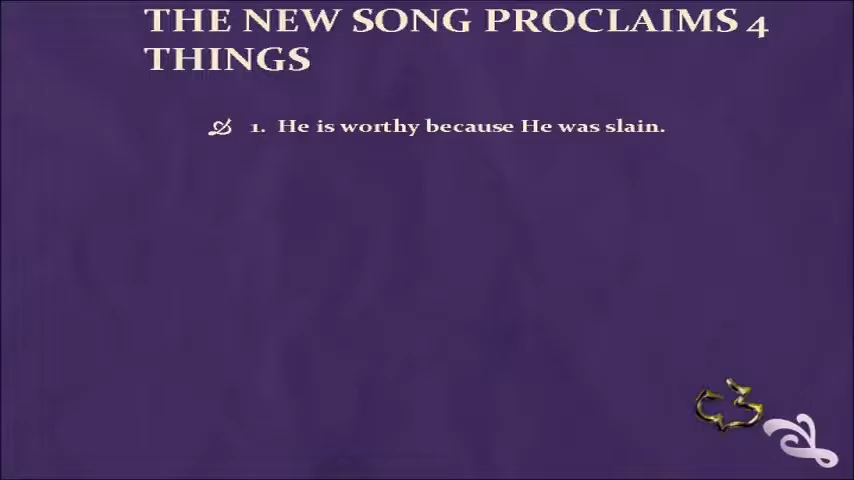 THE NEW SONG PROCLAIMS 4
THINGS
1. He is worthy because He was slain.